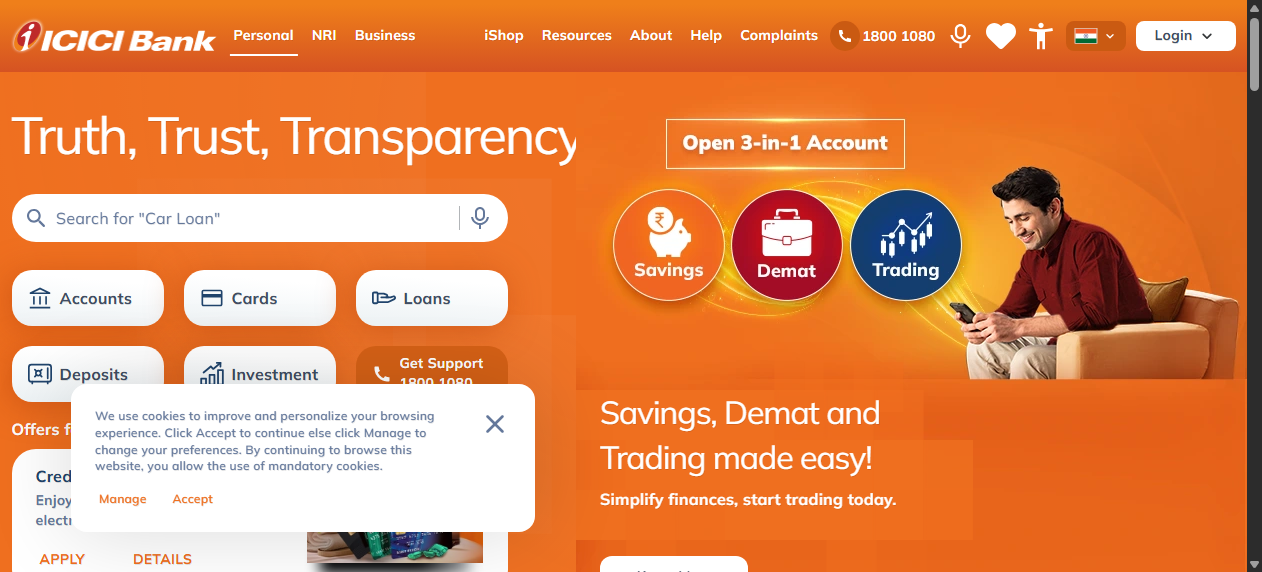 i ICICI Bank
Personal NRI Business iShop Resources About Help Complaints 1800 1080 Login
Truth, Trust, Transparency
Search for "Car Loan"
Accounts Cards Loans
Deposits Investment Get Support
1800 1080
Offers f
Cred
Enjoy
electr
APPLY DETAILS
We use cookies to improve and personalize your browsing
experience. Click Accept to continue else click Manage to
change your preferences. By continuing to browse this
website, you allow the use of mandatory cookies.
Manage Accept
Open 3-in-1 Account
Savings Demat Trading
Savings, Demat and
Trading made easy!
Simplify finances, start trading today.